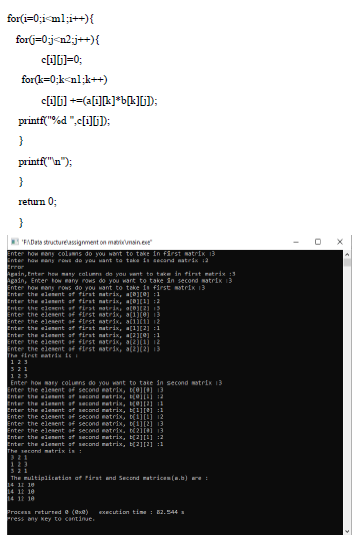 for(i=0;i<m1;i++){
for(j=0;j<n2;j++){
c[i][j]=0;
for(k=0;k<n1;k++)
c[i][j] +=(a[i][k]*b[k][j]);
printf("%d ",c[i][j]);
}
printf("\n");
}
return 0;
}
"F:\Data structure\assignment on matrix\main.exe"
Enter how many columns do you want to take in first matrix :3
Enter how many rows do you want to take in second matrix :2
Error
Again,Enter how many columns do you want to take in first metrix :3
Again, Enter how many rows do you want to take in second metrix :3
Enter how many rows do you want to take in first matrix :3
Enter the element of first matrix, a[0][0] :1
Enter the element of first matrix, a[0][1] :2
Enter the element of first matrix, a[0][2] :3
Enter the element of first matrix, a[1][0] :3
Enter the element of first matrix, a[1][1] :2
Enter the element of first matrix, a[1][2] :1
Enter the element of first matrix, a[2][0] :1
Enter the element of first matrix, a[2][1] :2
Enter the element of first matrix, a[2][2] :3
The first matrix is :
1 2 3
3 2 1
1 2 3
Enter how many columns do you want to take in second matrix :3
Enter the element of second matrix, b[0][0] :3
Enter the element of second matrix, b[0][1] :2
Enter the element of second matrix, b[0][2] :1
Enter the element of second matrix, b[1][0] :1
Enter the element of second matrix, b[1][1] :2
Enter the element of second matrix, b[1][2] :3
Enter the element of second matrix, b[2][0] :3
Enter the element of second matrix, b[2][1] :2
Enter the element of second matrix, b[2][2] :1
The second matrix is :
3 2 1
1 2 3
3 2 1
The multiplication of First and Second matrices(a.b) are :
14 12 10
14 12 10
14 12 10
Process returned 0 (0x0) execution time : 82.544 s
Press any key to continue.